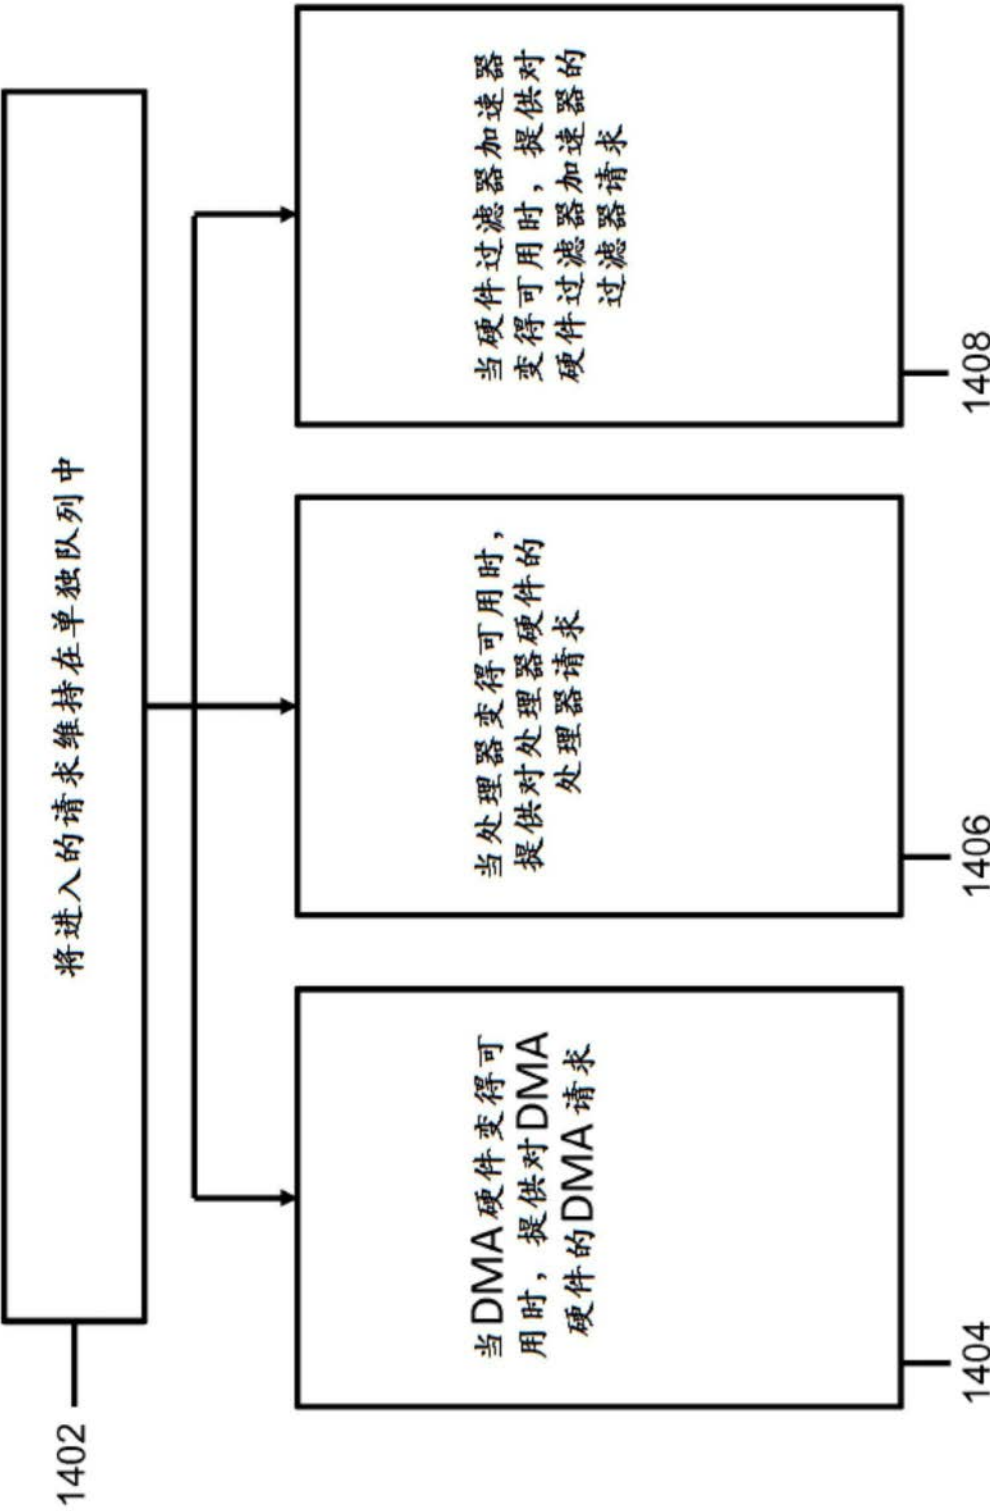 1402
将进入的请求维持在单独队列中
当DMA硬件变得可
用时，提供对DMA
硬件的DMA请求
1404
当处理器变得可用时，
提供对处理器硬件的
处理器请求
1406
当硬件过滤器加速器
变得可用时，提供对
硬件过滤器加速器的
过滤器请求
1408